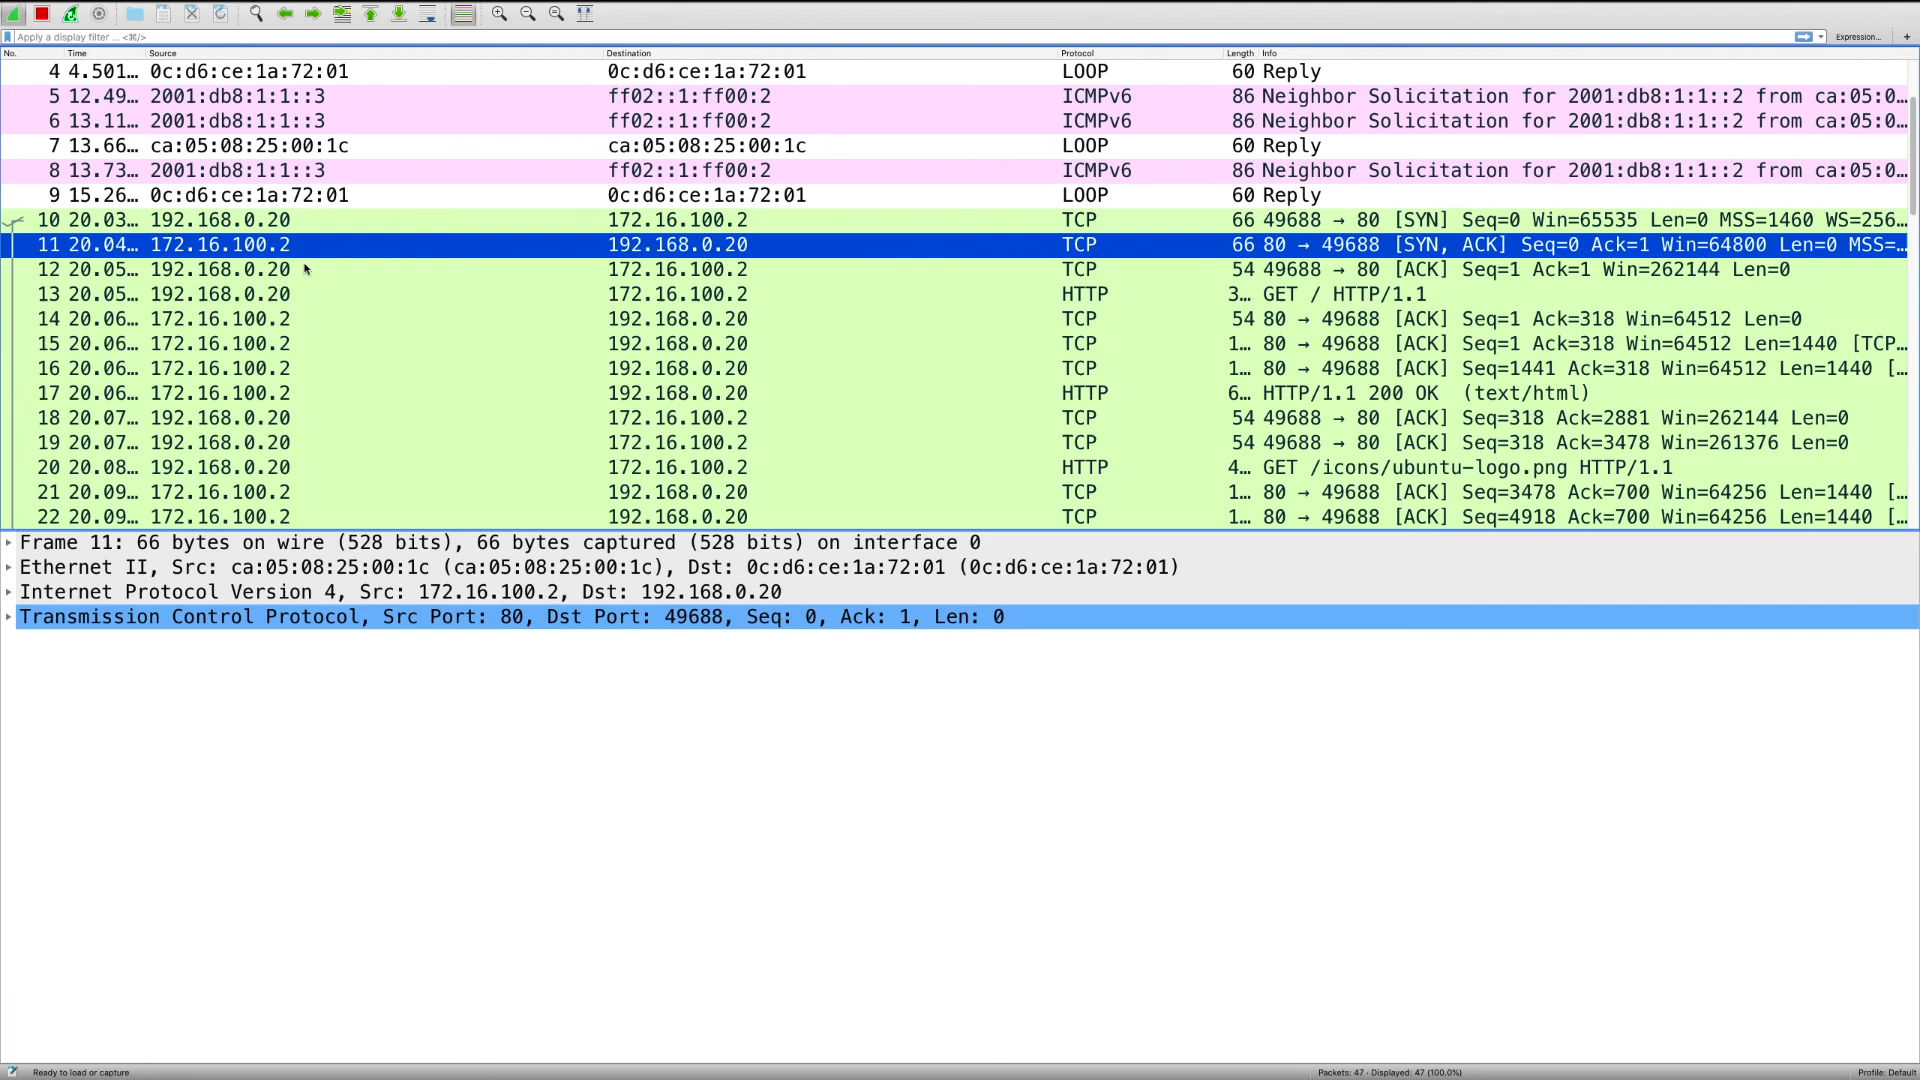 Apply a display filter ... <⌘/>
Expression...
+
No. Time Source Destination Protocol Length Info
4 4.501… 0c:d6:ce:1a:72:01 0c:d6:ce:1a:72:01 LOOP 60 Reply
5 12.49… 2001:db8:1:1::3 ff02::1:ff00:2 ICMPv6 86 Neighbor Solicitation for 2001:db8:1:1::2 from ca:05:0…
6 13.11… 2001:db8:1:1::3 ff02::1:ff00:2 ICMPv6 86 Neighbor Solicitation for 2001:db8:1:1::2 from ca:05:0…
7 13.66… ca:05:08:25:00:1c ca:05:08:25:00:1c LOOP 60 Reply
8 13.73… 2001:db8:1:1::3 ff02::1:ff00:2 ICMPv6 86 Neighbor Solicitation for 2001:db8:1:1::2 from ca:05:0…
9 15.26… 0c:d6:ce:1a:72:01 0c:d6:ce:1a:72:01 LOOP 60 Reply
10 20.03… 192.168.0.20 172.16.100.2 TCP 66 49688 → 80 [SYN] Seq=0 Win=65535 Len=0 MSS=1460 WS=256…
11 20.04… 172.16.100.2 192.168.0.20 TCP 66 80 → 49688 [SYN, ACK] Seq=0 Ack=1 Win=64800 Len=0 MSS=…
12 20.05… 192.168.0.20 172.16.100.2 TCP 54 49688 → 80 [ACK] Seq=1 Ack=1 Win=262144 Len=0
13 20.05… 192.168.0.20 172.16.100.2 HTTP 3… GET / HTTP/1.1
14 20.06… 172.16.100.2 192.168.0.20 TCP 54 80 → 49688 [ACK] Seq=1 Ack=318 Win=64512 Len=0
15 20.06… 172.16.100.2 192.168.0.20 TCP 1… 80 → 49688 [ACK] Seq=1 Ack=318 Win=64512 Len=1440 [TCP…
16 20.06… 172.16.100.2 192.168.0.20 TCP 1… 80 → 49688 [ACK] Seq=1441 Ack=318 Win=64512 Len=1440 […
17 20.06… 172.16.100.2 192.168.0.20 HTTP 6… HTTP/1.1 200 OK (text/html)
18 20.07… 192.168.0.20 172.16.100.2 TCP 54 49688 → 80 [ACK] Seq=318 Ack=2881 Win=262144 Len=0
19 20.07… 192.168.0.20 172.16.100.2 TCP 54 49688 → 80 [ACK] Seq=318 Ack=3478 Win=261376 Len=0
20 20.08… 192.168.0.20 172.16.100.2 HTTP 4… GET /icons/ubuntu-logo.png HTTP/1.1
21 20.09… 172.16.100.2 192.168.0.20 TCP 1… 80 → 49688 [ACK] Seq=3478 Ack=700 Win=64256 Len=1440 […
22 20.09… 172.16.100.2 192.168.0.20 TCP 1… 80 → 49688 [ACK] Seq=4918 Ack=700 Win=64256 Len=1440 […
Frame 11: 66 bytes on wire (528 bits), 66 bytes captured (528 bits) on interface 0
Ethernet II, Src: ca:05:08:25:00:1c (ca:05:08:25:00:1c), Dst: 0c:d6:ce:1a:72:01 (0c:d6:ce:1a:72:01)
Internet Protocol Version 4, Src: 172.16.100.2, Dst: 192.168.0.20
Transmission Control Protocol, Src Port: 80, Dst Port: 49688, Seq: 0, Ack: 1, Len: 0
Ready to load or capture
Packets: 47 · Displayed: 47 (100.0%)
Profile: Default